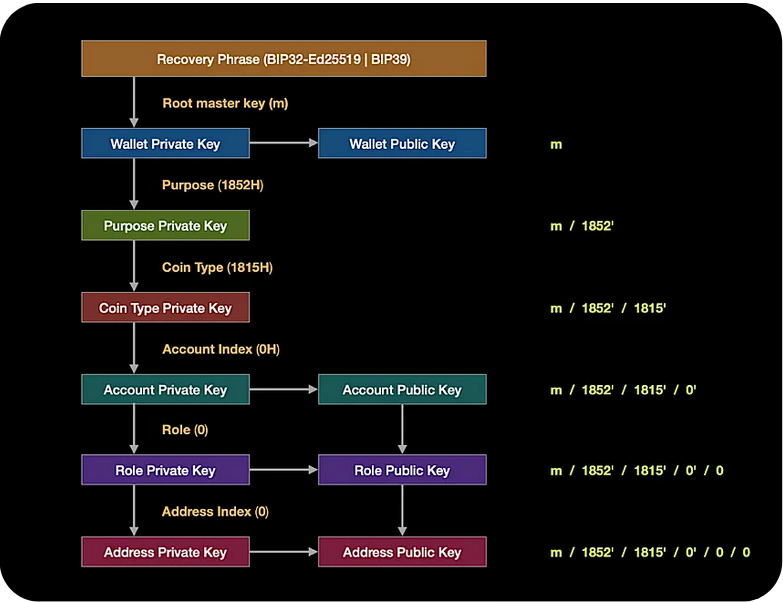 Recovery Phrase (BIP32-Ed25519 | BIP39)
Root master key (m)
Wallet Private Key
Wallet Public Key
m
Purpose (1852H)
Purpose Private Key
m / 1852'
Coin Type (1815H)
Coin Type Private Key
m / 1852' / 1815'
Account Index (0H)
Account Private Key
Account Public Key
m / 1852' / 1815' / 0'
Role (0)
Role Private Key
Role Public Key
m / 1852' / 1815' / 0' / 0
Address Index (0)
Address Private Key
Address Public Key
m / 1852' / 1815' / 0' / 0 / 0